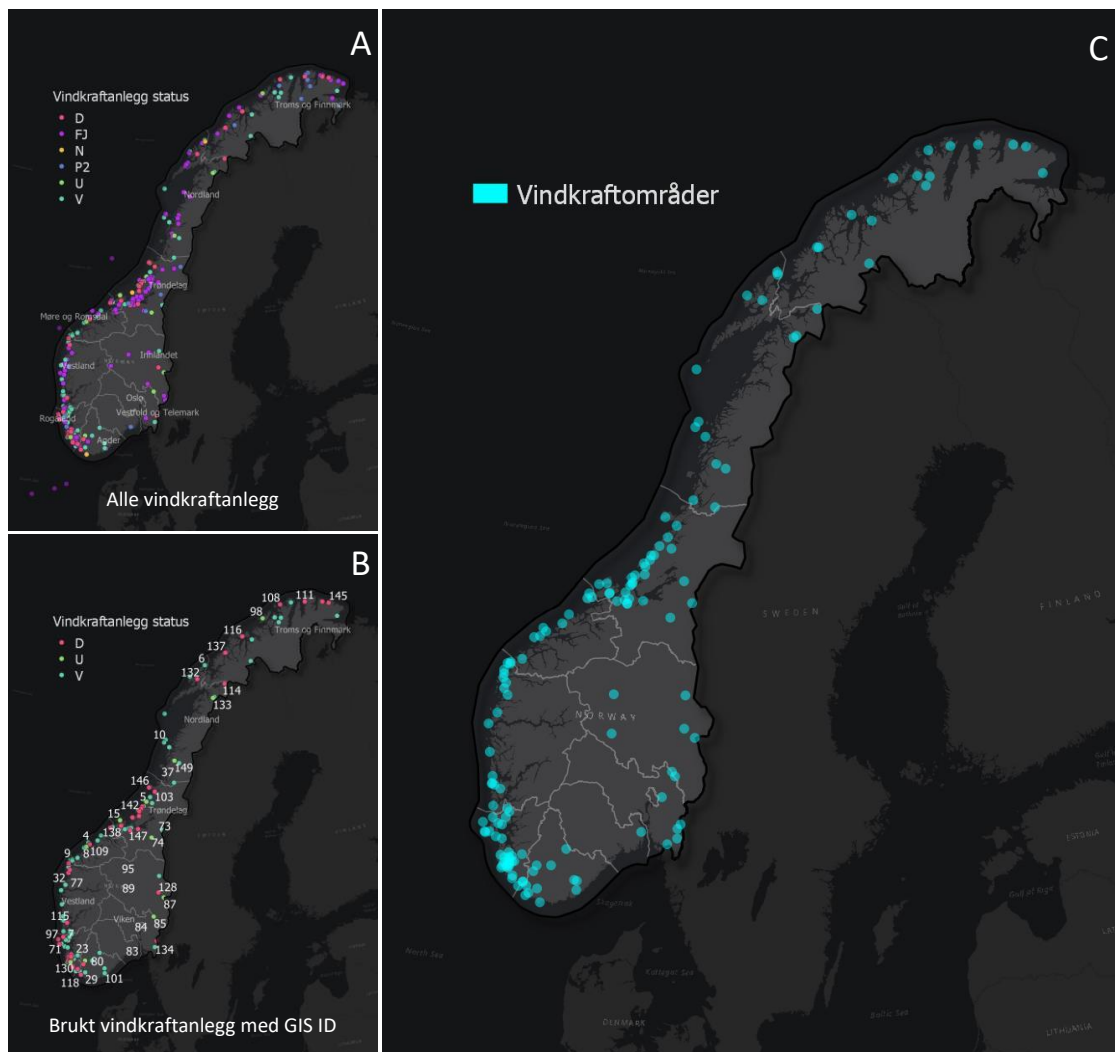 A
Vindkraftanlegg status
D
FJ
N
P2
U
V
Troms og Finnmark
Nordland
Trøndelag
Møre og Romsdal
Vestland
Innlandet
Oslo
Vestfold og Telemark
Rogaland
Agder
Alle vindkraftanlegg
B
Vindkraftanlegg status
D
U
V
108
111
145
98
Troms og Finnmark
116
137
6
132
114
133
Nordland
10
37
149
146
5
103
142
Trøndelag
15
4
138
147
73
74
8
109
9
95
32
77
89
128
Vestland
87
115
Viken
85
84
97
71
23
83
134
130
80
118
29
101
Brukt vindkraftanlegg med GIS ID
C
Vindkraftområder
SWEDEN
FINLAND
NORWAY
ESTONIA
North Sea
Baltic Sea
DENMARK
LITHUANIA